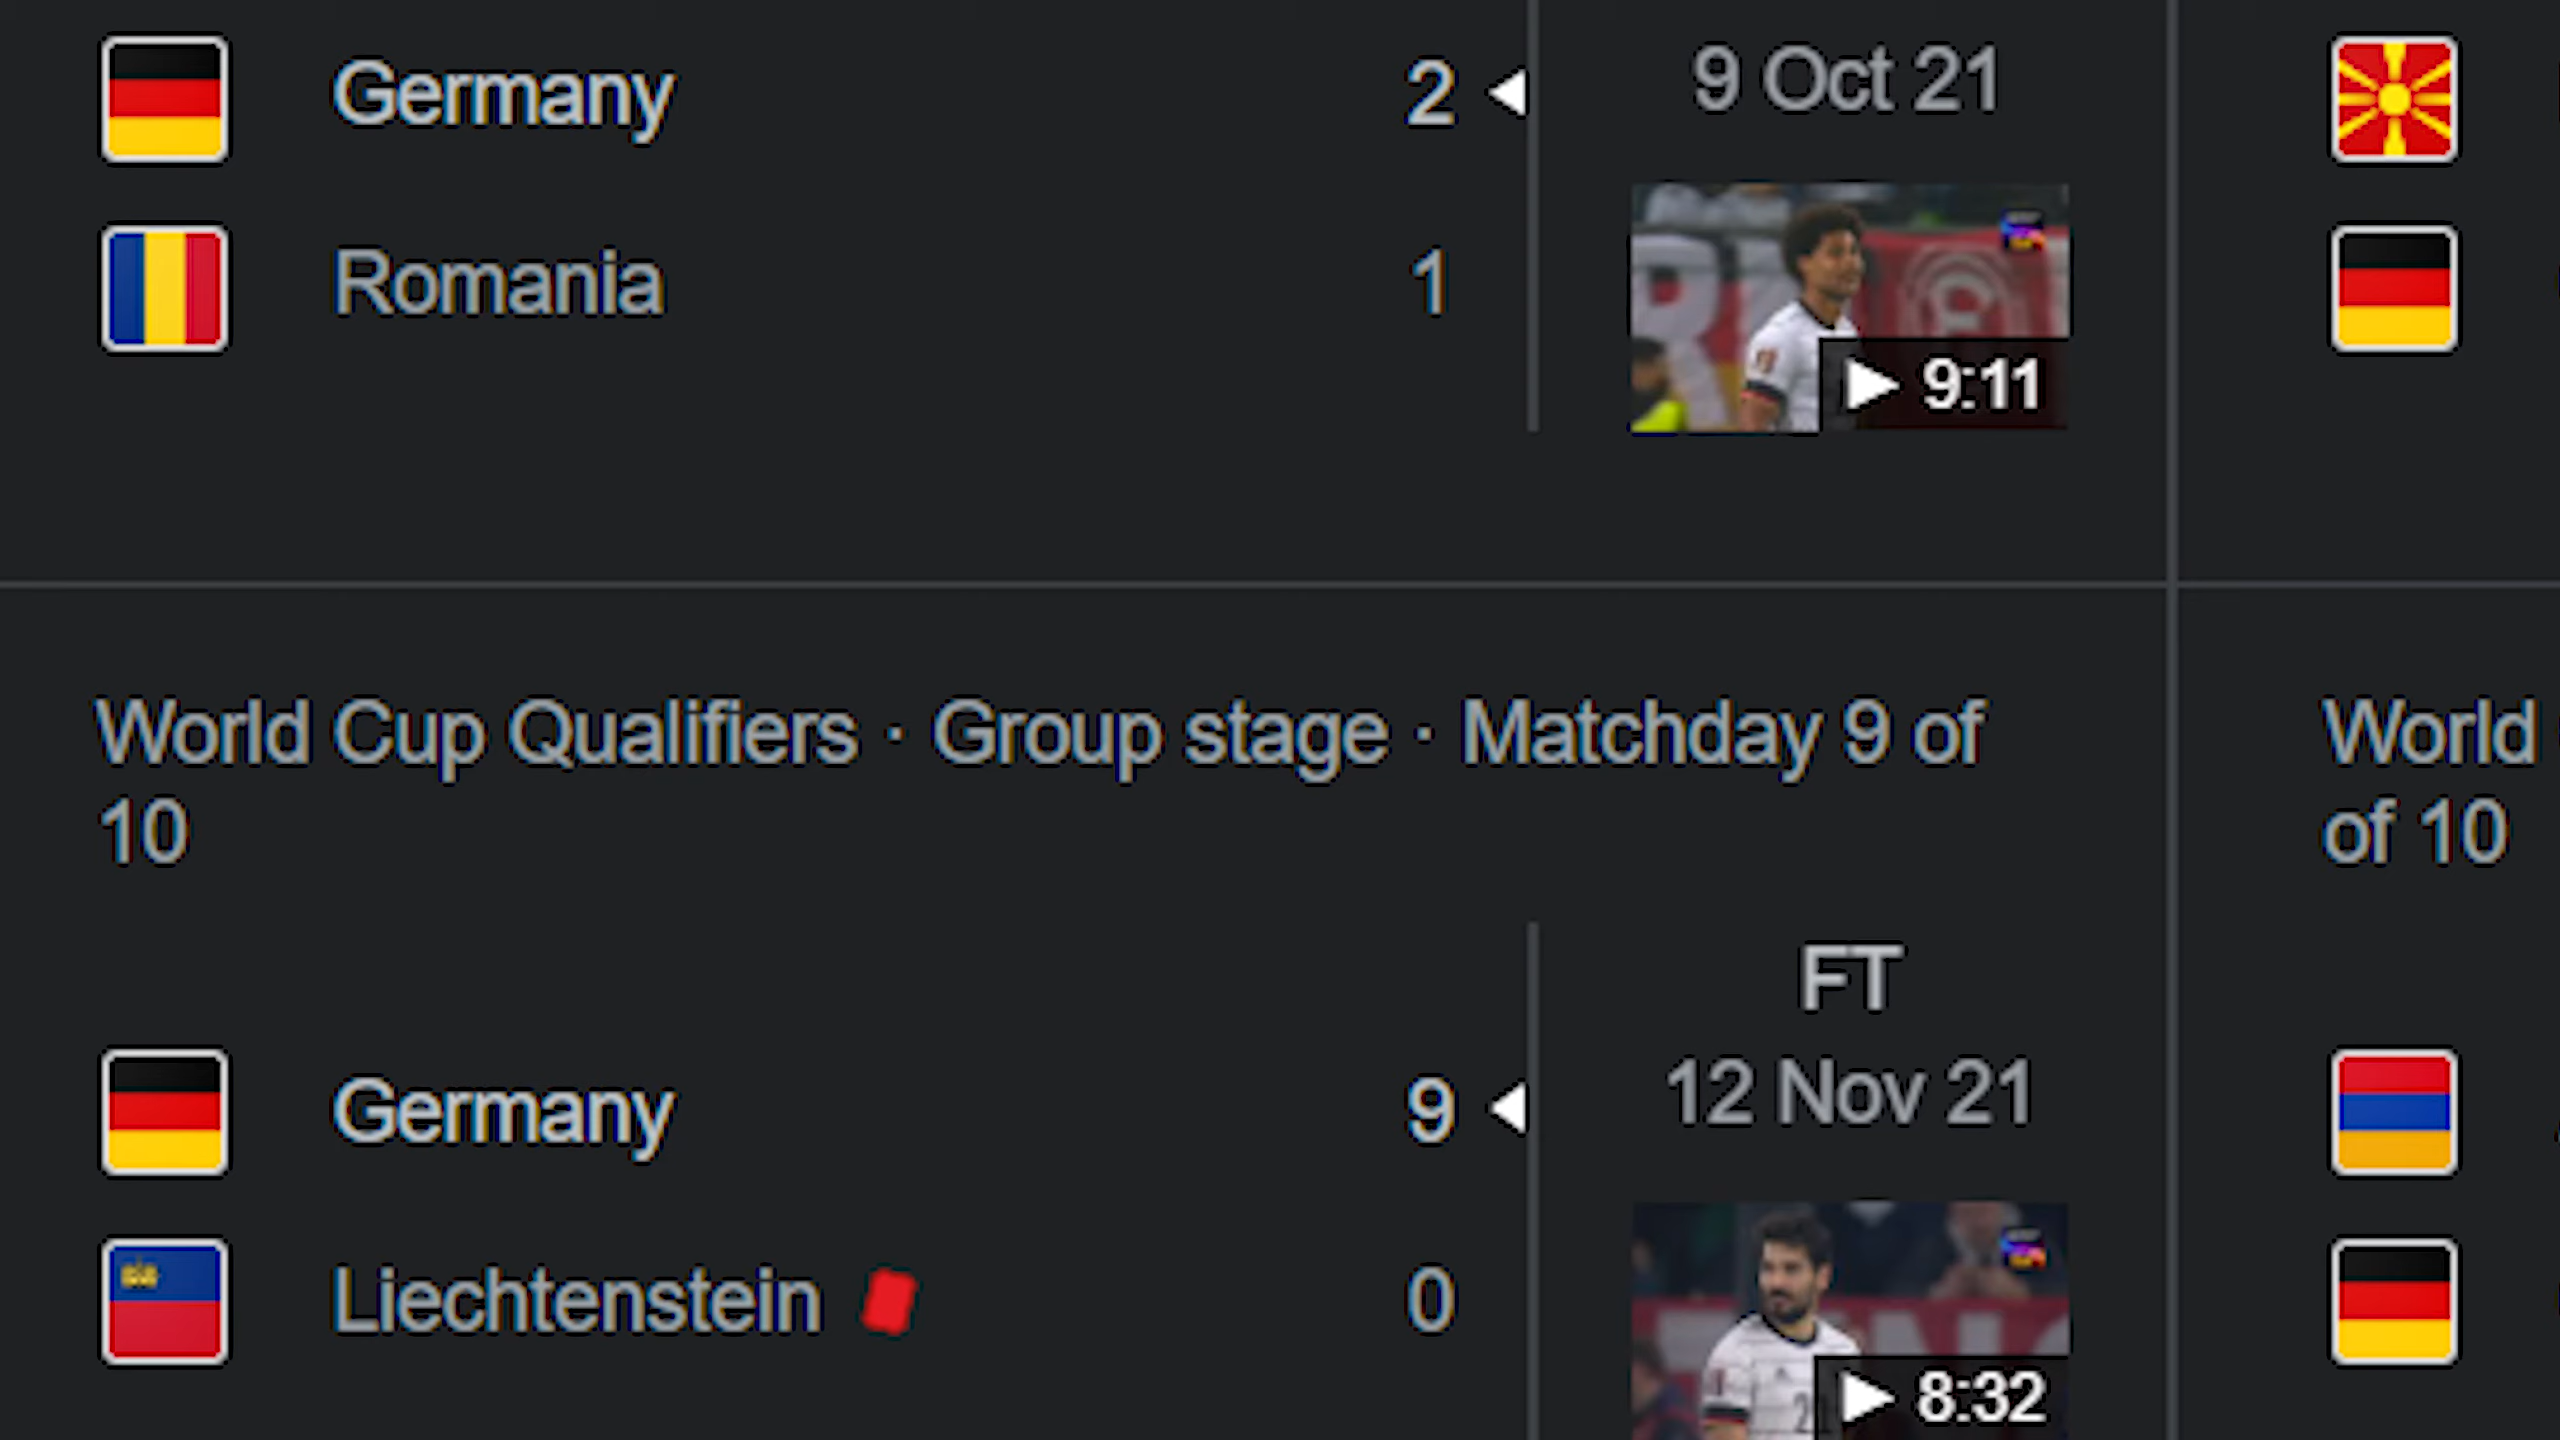 Germany 2 9 Oct 21
Romania 1
9:11
World Cup Qualifiers · Group stage · Matchday 9 of
10
World
of 10
FT
Germany 9 12 Nov 21
Liechtenstein 0
8:32